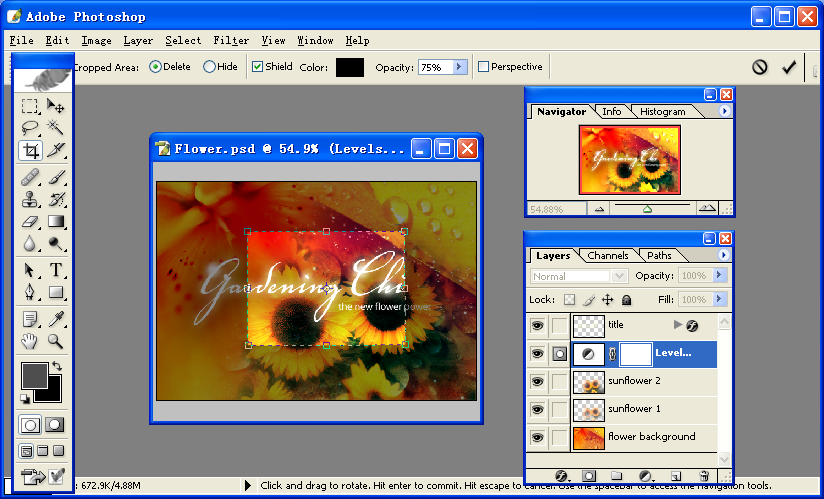 Adobe Photoshop
File Edit Image Layer Select Filter View Window Help
Cropped Area: Delete Hide Shield Color: Opacity: 75% Perspective
Navigator Info Histogram
Gardening Chi
54.88%
Flower.psd @ 54.9% (Levels...
Gardening Chi
the new flower power
Layers Channels Paths
Normal Opacity: 100%
Lock: Fill: 100%
title
Level...
sunflower 2
sunflower 1
flower background
T
: 672.9K/4.88M Click and drag to rotate. Hit enter to commit. Hit escape to cancel. Use the spacebar to access the navigation tools.